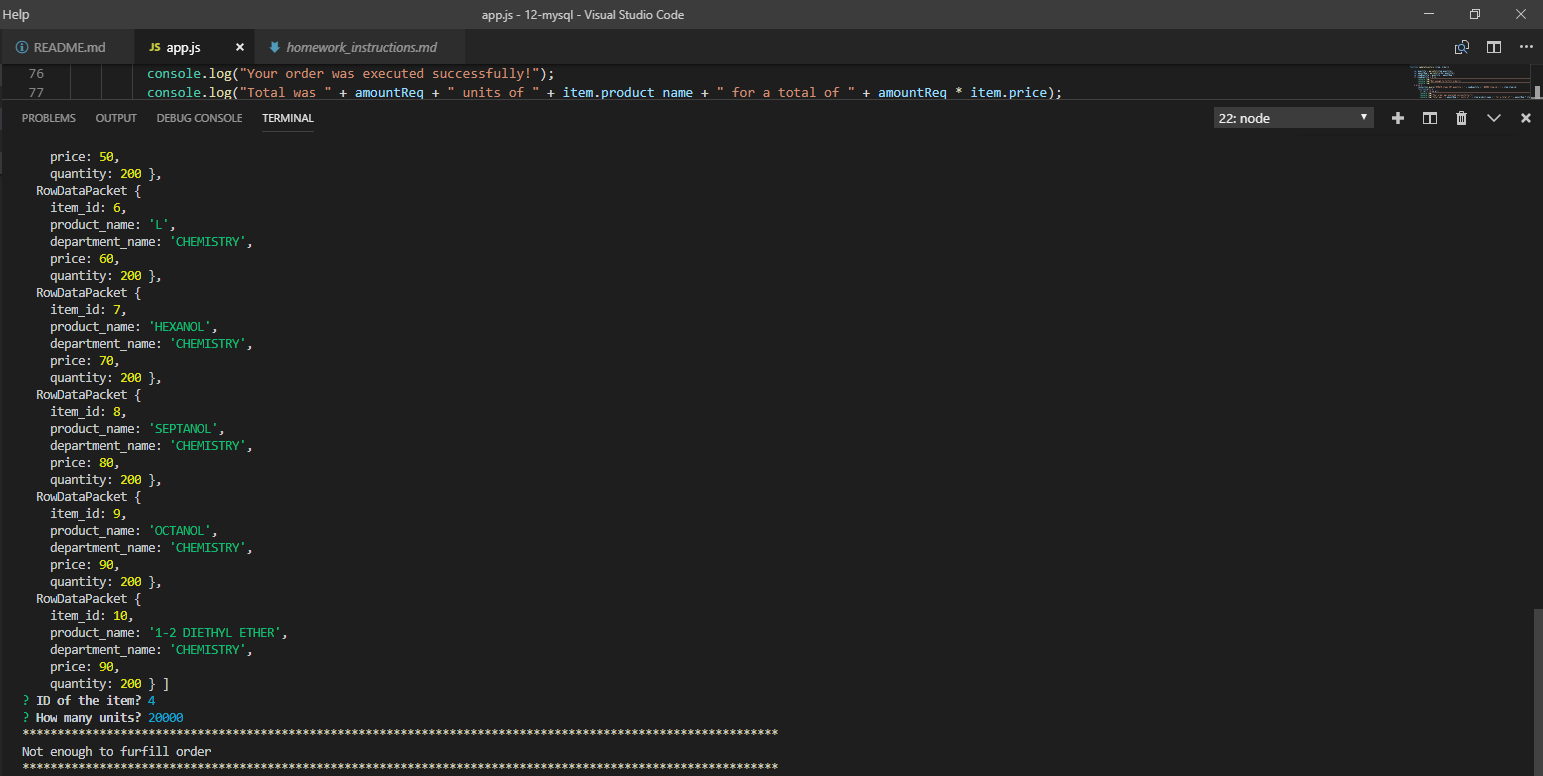 Help
app.js - 12-mysql - Visual Studio Code
README.md JS app.js homework_instructions.md
76 console.log("Your order was executed successfully!");
77 console.log("Total was " + amountReq + " units of " + item.product_name + " for a total of " + amountReq * item.price);
PROBLEMS OUTPUT DEBUG CONSOLE TERMINAL 22: node
price: 50,
quantity: 200 },
RowDataPacket {
item_id: 6,
product_name: 'L',
department_name: 'CHEMISTRY',
price: 60,
quantity: 200 },
RowDataPacket {
item_id: 7,
product_name: 'HEXANOL',
department_name: 'CHEMISTRY',
price: 70,
quantity: 200 },
RowDataPacket {
item_id: 8,
product_name: 'SEPTANOL',
department_name: 'CHEMISTRY',
price: 80,
quantity: 200 },
RowDataPacket {
item_id: 9,
product_name: 'OCTANOL',
department_name: 'CHEMISTRY',
price: 90,
quantity: 200 },
RowDataPacket {
item_id: 10,
product_name: '1-2 DIETHYL ETHER',
department_name: 'CHEMISTRY',
price: 90,
quantity: 200 } ]
? ID of the item? 4
? How many units? 20000
************************************************************************************************************
Not enough to furfill order
************************************************************************************************************